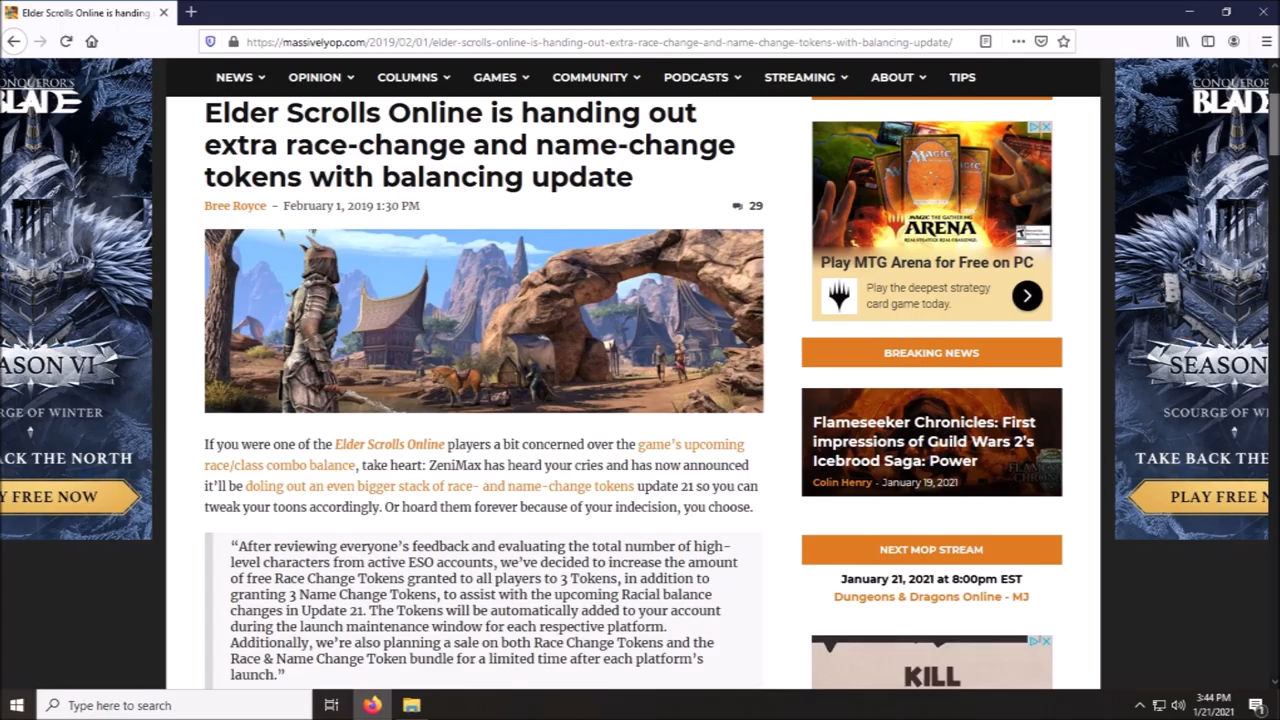 Elder Scrolls Online is handing
https://massivelyop.com/2019/02/01/elder-scrolls-online-is-handing-out-extra-race-change-and-name-change-tokens-with-balancing-update/
NEWS OPINION COLUMNS GAMES COMMUNITY PODCASTS STREAMING ABOUT TIPS
Elder Scrolls Online is handing out
extra race-change and name-change
tokens with balancing update
Bree Royce - February 1, 2019 1:30 PM 29
If you were one of the Elder Scrolls Online players a bit concerned over the game's upcoming
race/class combo balance, take heart: ZeniMax has heard your cries and has now announced
it'll be doling out an even bigger stack of race- and name-change tokens update 21 so you can
tweak your toons accordingly. Or hoard them forever because of your indecision, you choose.
“After reviewing everyone's feedback and evaluating the total number of high-
level characters from active ESO accounts, we've decided to increase the amount
of free Race Change Tokens granted to all players to 3 Tokens, in addition to
granting 3 Name Change Tokens, to assist with the upcoming Racial balance
changes in Update 21. The Tokens will be automatically added to your account
during the launch maintenance window for each respective platform.
Additionally, we're also planning a sale on both Race Change Tokens and the
Race & Name Change Token bundle for a limited time after each platform's
launch.”
MAGIC
MAGIC THE GATHERING
ARENA
REAL STRATEGY. REAL CHALLENGE.
Play MTG Arena for Free on PC
Play the deepest strategy
card game today.
BREAKING NEWS
Flameseeker Chronicles: First
impressions of Guild Wars 2's
Icebrood Saga: Power
Colin Henry - January 19, 2021
NEXT MOP STREAM
January 21, 2021 at 8:00pm EST
Dungeons & Dragons Online - MJ
KILL
CONQUEROR'S
BLADE
ASON VI
RGE OF WINTER
ACK THE NORTH
Y FREE NOW
CONQUEROR'S
BLADE
SEASON
SCOURGE OF WI
TAKE BACK THE
PLAY FREE N
Type here to search
3:44 PM
1/21/2021